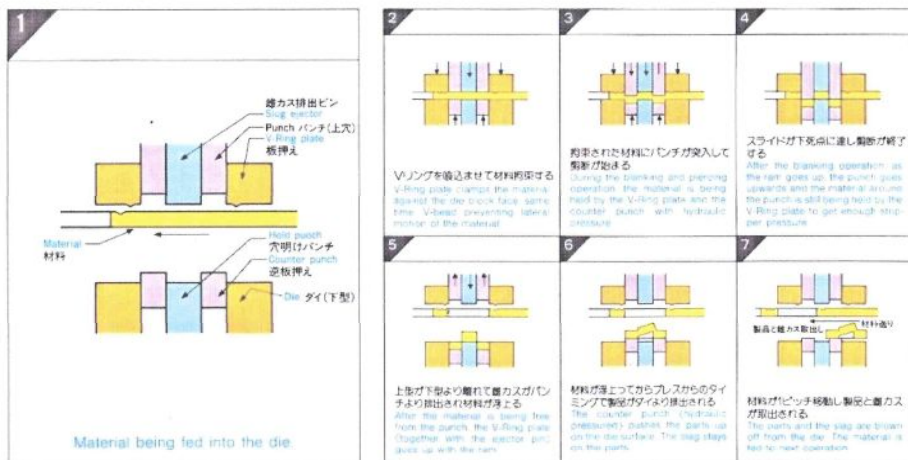 1
雌カス排出ピン
Slug ejector
Punch パンチ(上穴)
V-Ring plate
板押え
Material
材料
Hold puoch
穴明けパンチ
Counter punch
逆板押え
Die ダイ(下型)
Material being fed into the die.
2
V-リングを喰込ませて材料拘束する
V-Ring plate clamps the material
against the die block face, same
time V-bead preventing lateral
motion of the material
3
拘束された材料にパンチが突入して
剪断が始まる
During the blanking and piercing
operation, the material is being
held by the V-Ring plate and the
counter punch with hydraulic
pressure
4
スライドが下死点に達し剪断が終了
する
After the blanking operation, as
the ram goes up, the punch goes
upwards and the material around
the punch is still being held by the
V-Ring plate to get enough strip-
per pressure
5
上型が下型より離れて雌カスがパン
チより排出され材料が浮上る
After the material is being free
from the punch, the V-Ring plate
(together with the ejector pin)
goes up with the ram.
6
材料が浮上ってからプレスからのタイ
ミングで製品がダイより排出される
The counter punch (hydraulic
pressured) pushes the parts up
on the die surface. The slag stays
on the parts.
7
製品と雌カス取出し
材料送り
材料が1ピッチ移動し製品と雌カス
が取出される
The parts and the slag are blown
off from the die. The material is
fed to next operation.